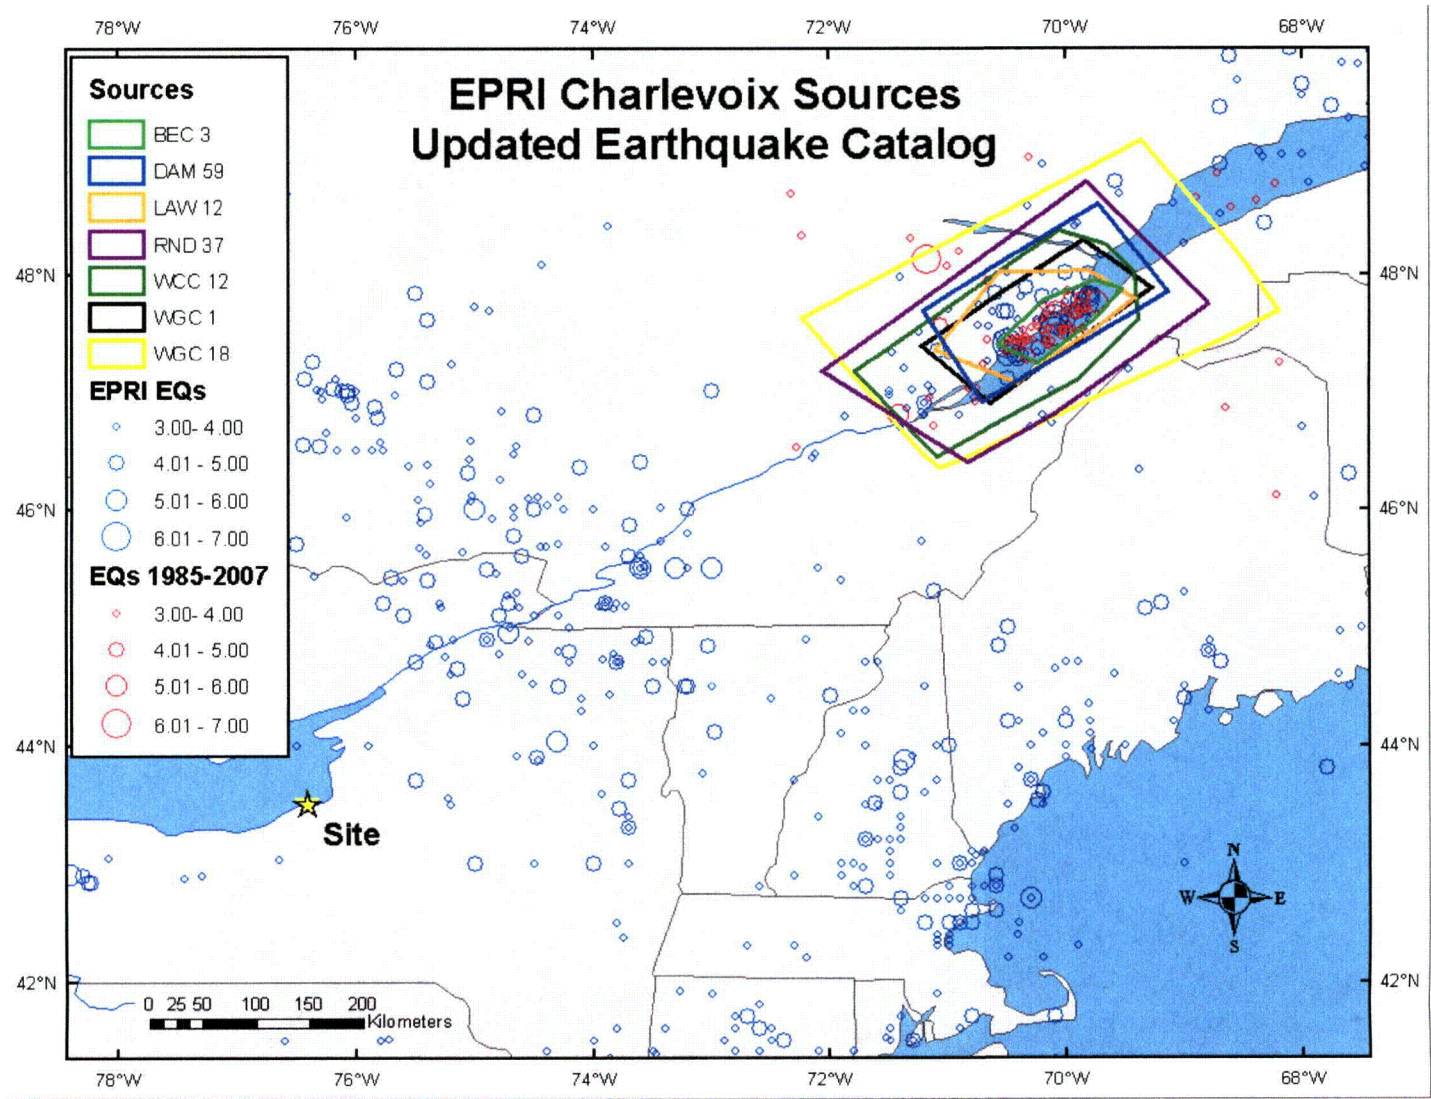 78°W 76°W 74°W 72°W 70°W 68°W
EPRI Charlevoix Sources
Updated Earthquake Catalog
Sources
BEC 3
DAM 59
LAW 12
RND 37
WCC 12
WGC 1
WGC 18
EPRI EQs
3.00- 4.00
4.01 - 5.00
5.01 - 6.00
6.01 - 7.00
EQs 1985-2007
3.00- 4.00
4.01 - 5.00
5.01 - 6.00
6.01 - 7.00
48°N 48°N
46°N 46°N
44°N 44°N
Site
N
W E
S
42°N 42°N
0 25 50 100 150 200
Kilometers
78°W 76°W 74°W 72°W 70°W 68°W